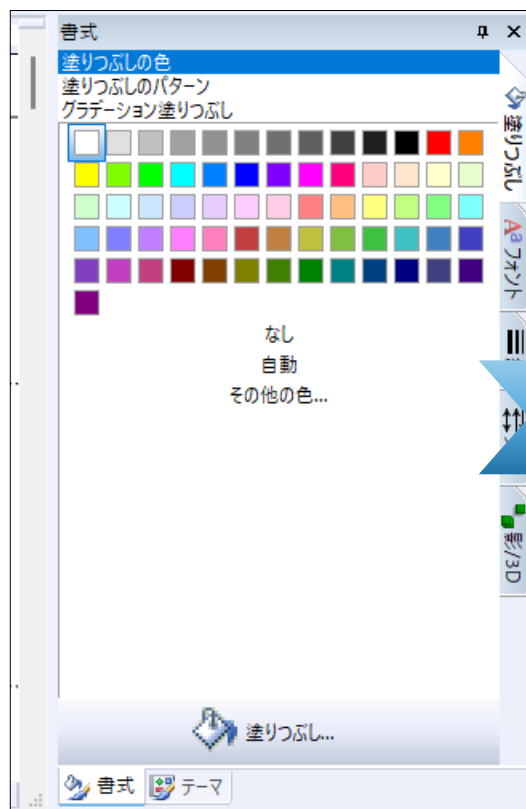 書式
塗りつぶしの色
塗りつぶしのパターン
グラデーション塗りつぶし
なし
自動
その他の色...
塗りつぶし...
書式
テーマ
塗りつぶし
Aa フォント
影/3D